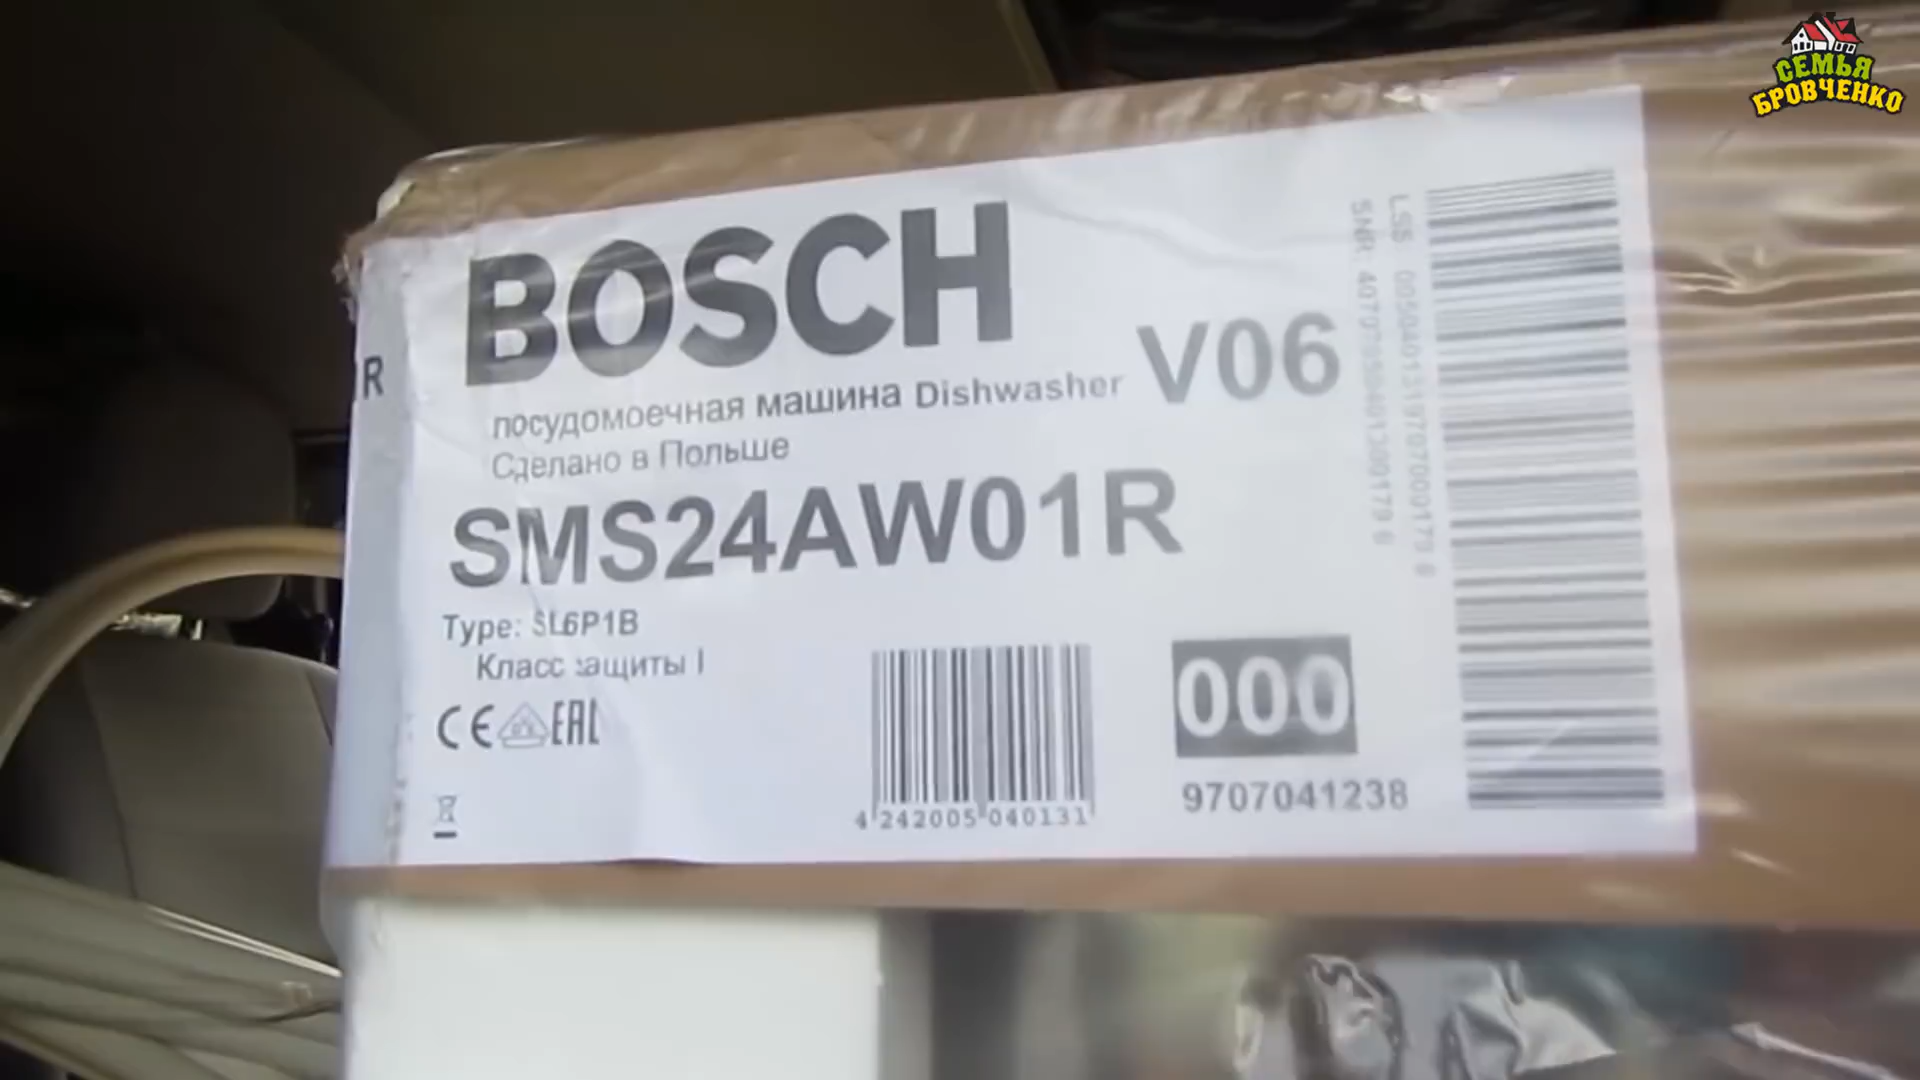 СЕМЬЯ
БРОВЧЕНКО
BOSCH
V06
посудомоечная машина Dishwasher
Сделано в Польше
R
SMS24AW01R
Type: SL6P1B
Класс защиты I
CE EAC
000
9707041238
4 242005 040131
SNR: